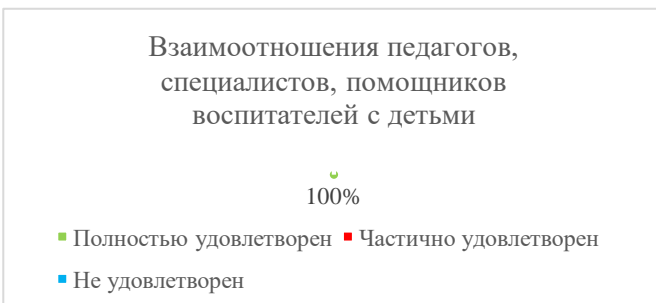 Взаимоотношения педагогов,
специалистов, помощников
воспитателей с детьми
100%
Полностью удовлетворен Частично удовлетворен
Не удовлетворен